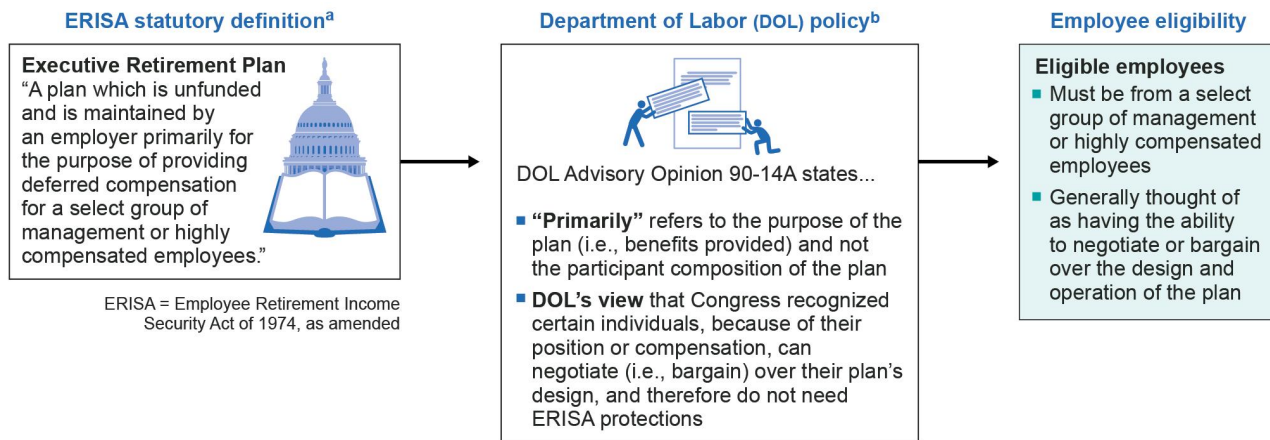 ERISA statutory definitionᵃ
Executive Retirement Plan
“A plan which is unfunded
and is maintained by
an employer primarily for
the purpose of providing
deferred compensation
for a select group of
management or highly
compensated employees.”
ERISA = Employee Retirement Income
Security Act of 1974, as amended
Department of Labor (DOL) policyᵇ
DOL Advisory Opinion 90-14A states...
■ “Primarily” refers to the purpose of the
plan (i.e., benefits provided) and not
the participant composition of the plan
■ DOL’s view that Congress recognized
certain individuals, because of their
position or compensation, can
negotiate (i.e., bargain) over their plan’s
design, and therefore do not need
ERISA protections
Employee eligibility
Eligible employees
■ Must be from a select
group of management
or highly compensated
employees
■ Generally thought of
as having the ability
to negotiate or bargain
over the design and
operation of the plan